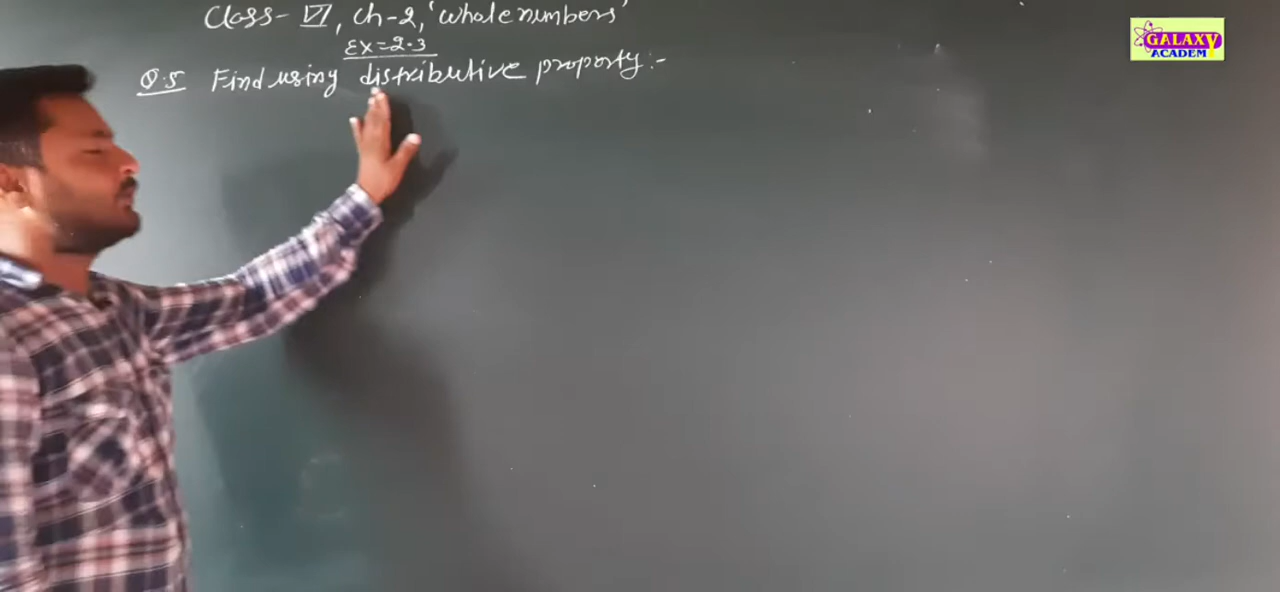 Class- VI, Ch-2, 'Whole numbers'
Ex=2.3
Q.5 Find using distributive property:-
GALAXY
ACADEM